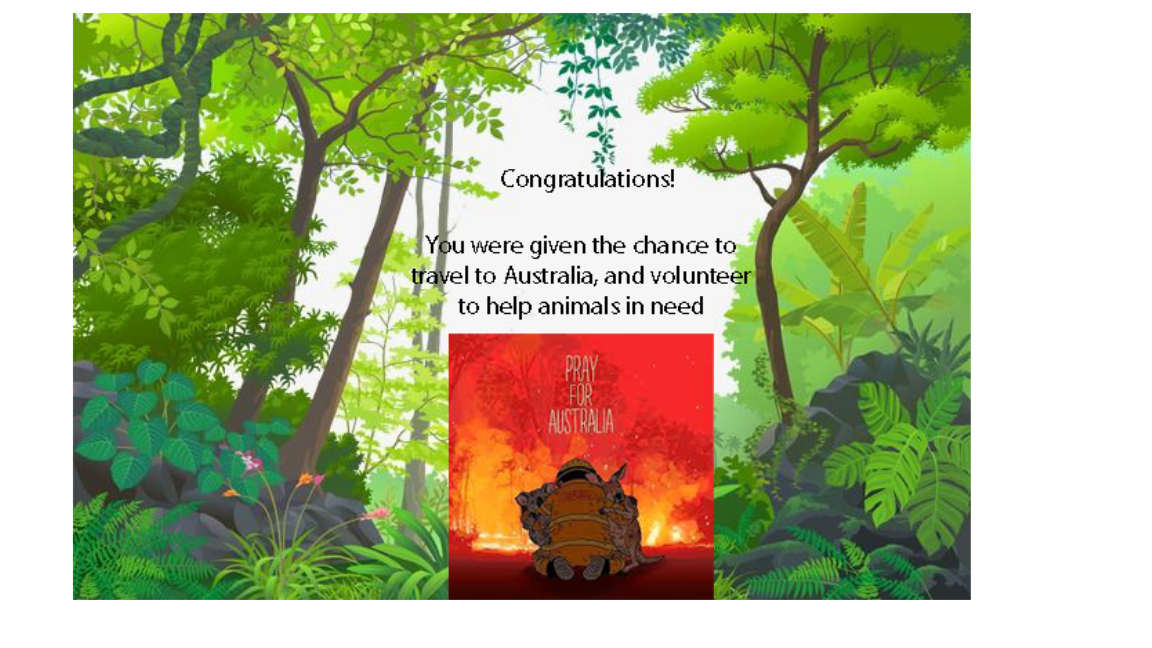 Congratulations!
You were given the chance to
travel to Australia, and volunteer
to help animals in need
PRAY
FOR
AUSTRALIA